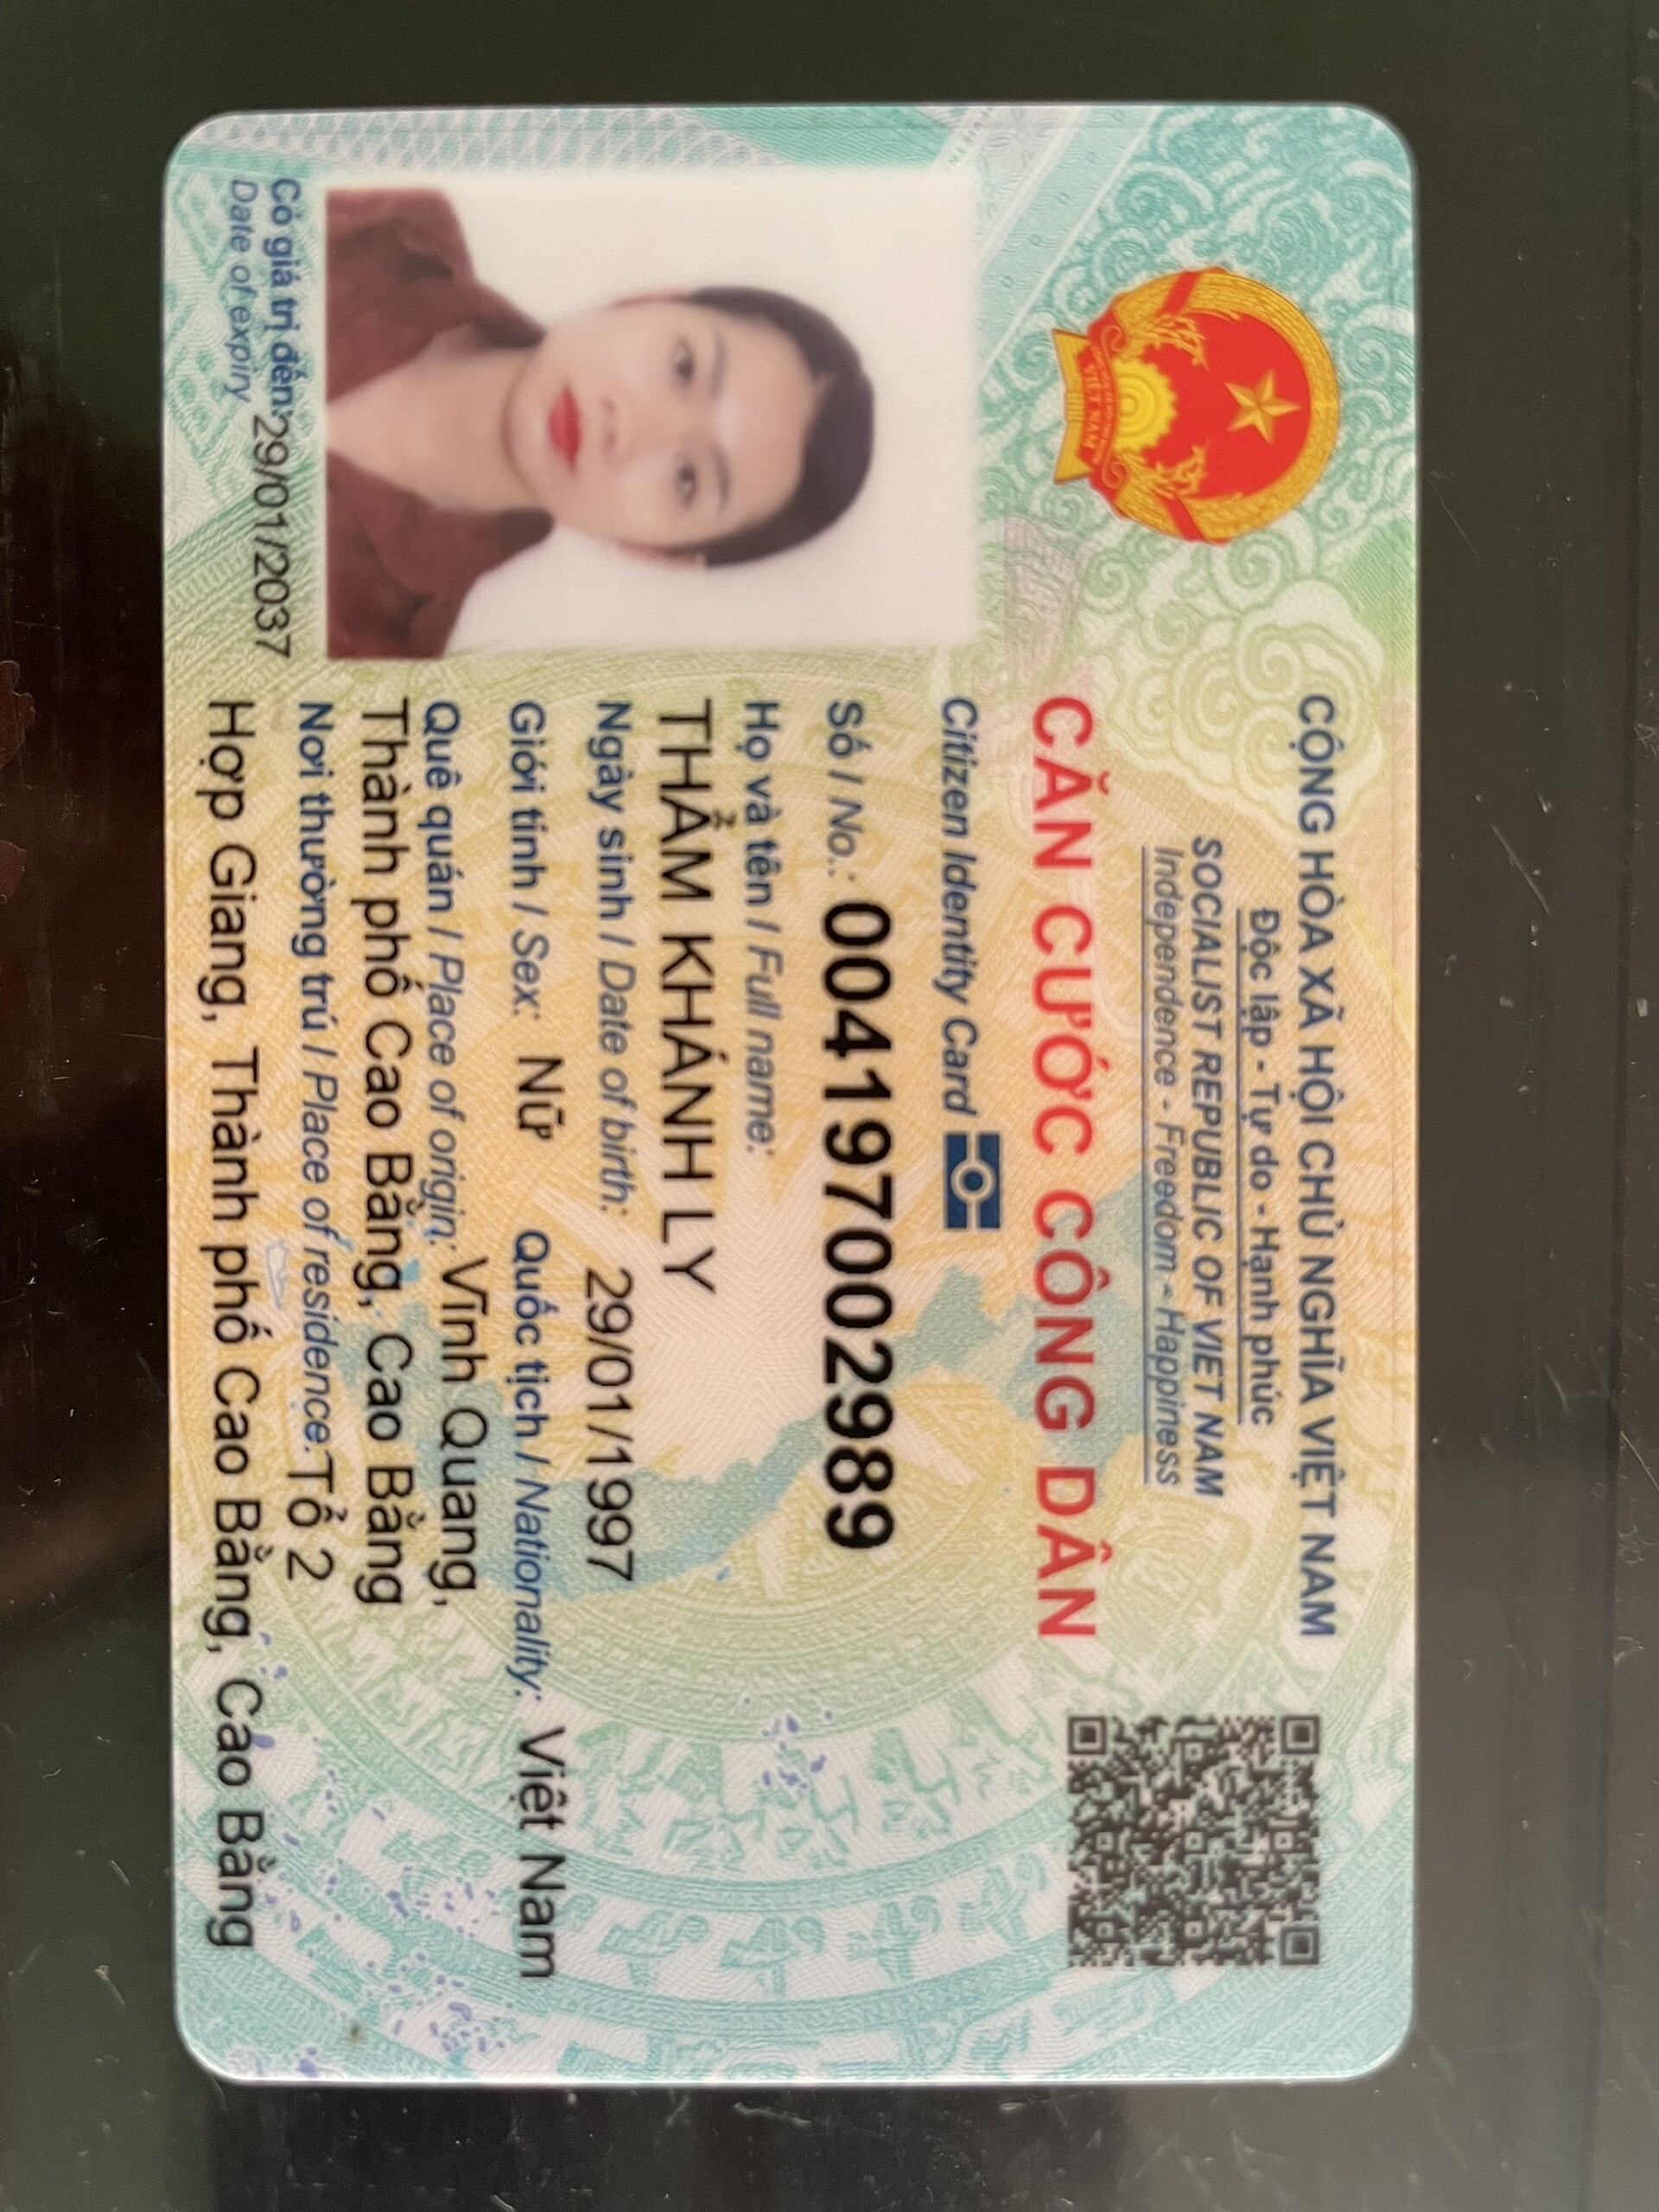 CỘNG HÒA XÃ HỘI CHỦ NGHĨA VIỆT NAM
Độc lập - Tự do - Hạnh phúc
SOCIALIST REPUBLIC OF VIET NAM
Independence - Freedom - Happiness
CĂN CƯỚC CÔNG DÂN
Citizen Identity Card
Số / No.: 004197002989
Họ và tên / Full name:
THẨM KHÁNH LY
Ngày sinh / Date of birth: 29/01/1997
Giới tính / Sex: Nữ Quốc tịch / Nationality: Việt Nam
Quê quán / Place of origin: Vĩnh Quang,
Thành phố Cao Bằng, Cao Bằng
Nơi thường trú / Place of residence: Tổ 2
Hợp Giang, Thành phố Cao Bằng, Cao Bằng
Có giá trị đến: 29/01/2037
Date of expiry
VIỆT NAM